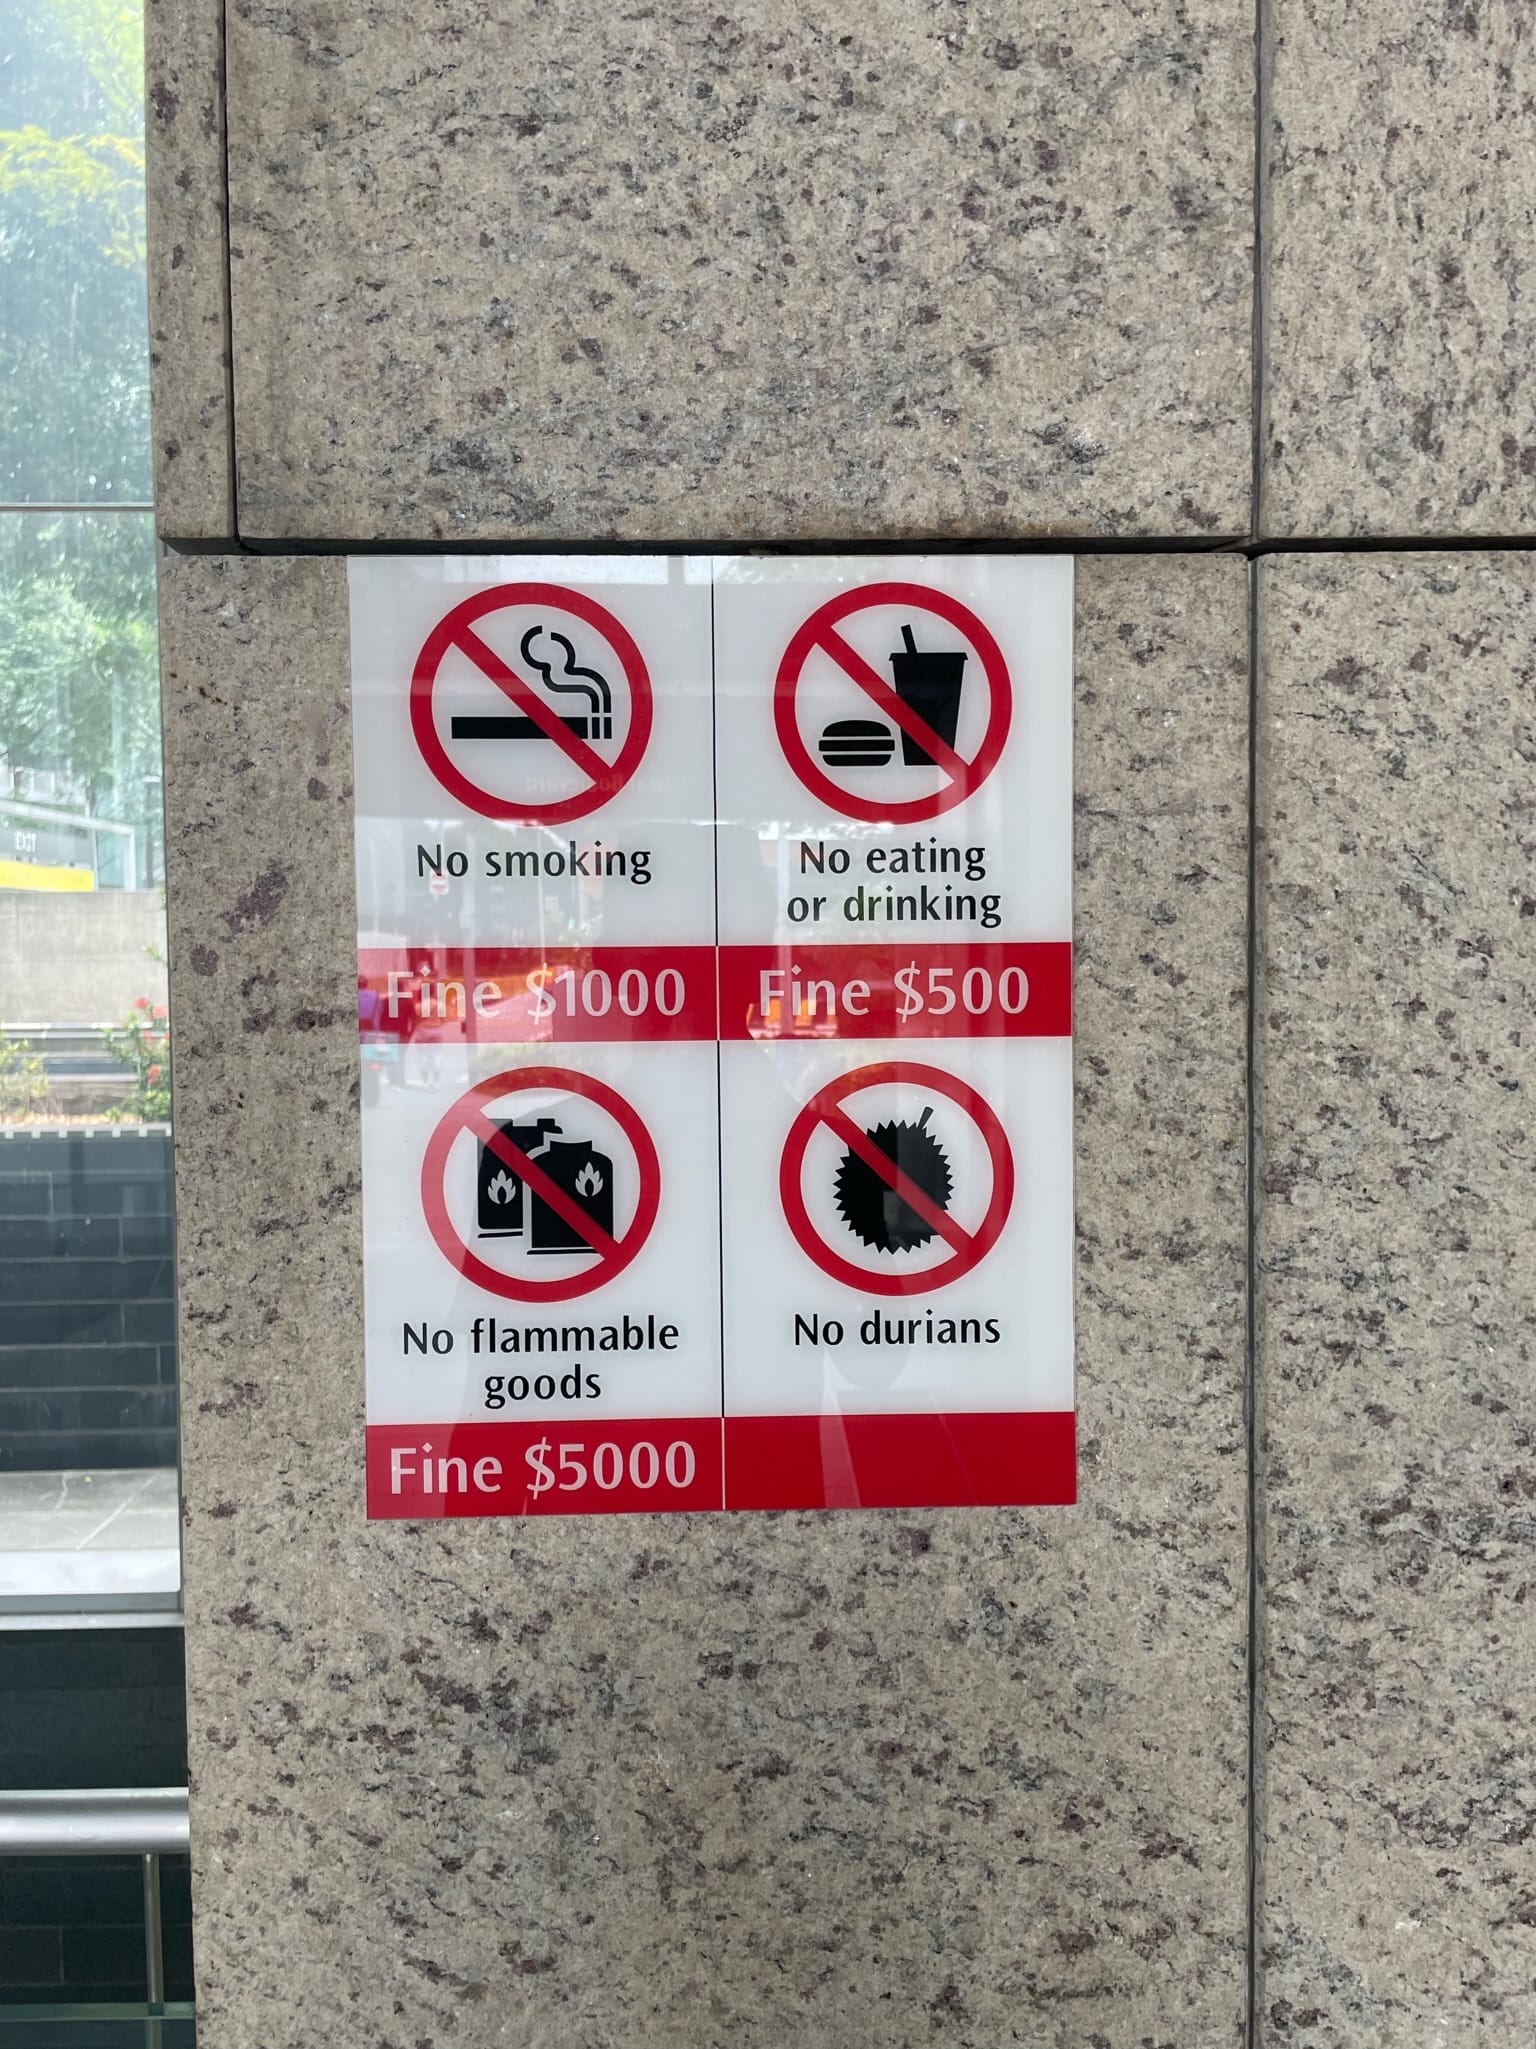 No smoking
Fine $1000
No eating
or drinking
Fine $500
No flammable
goods
Fine $5000
No durians